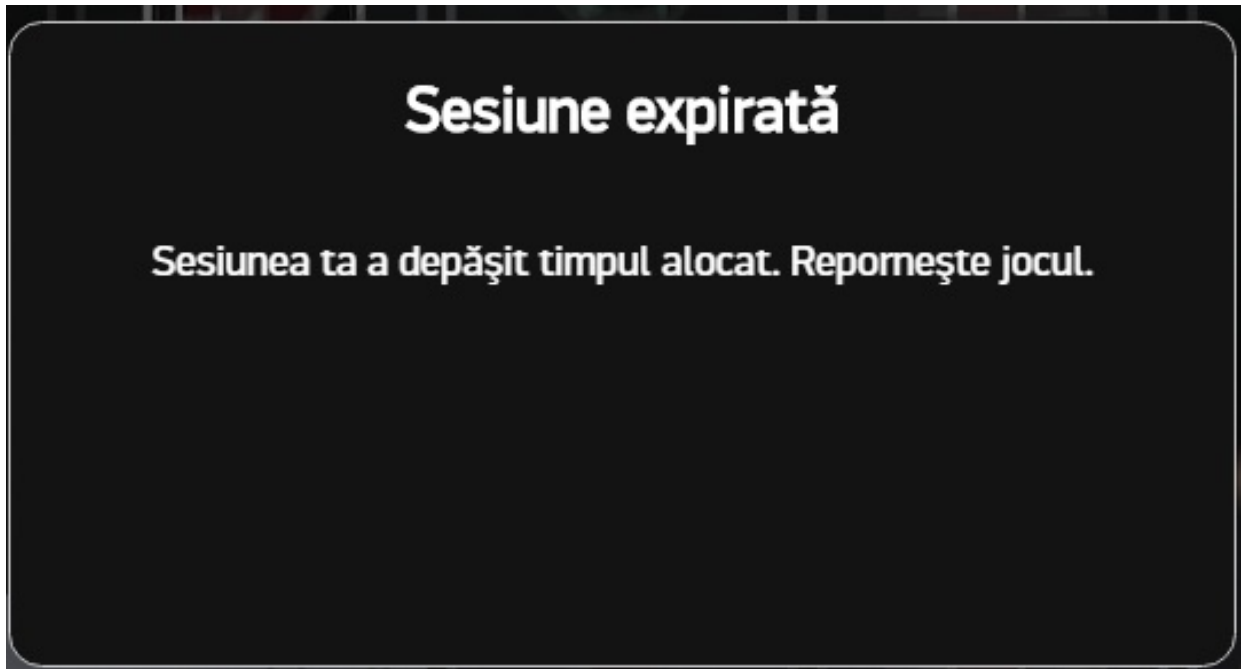 Sesiune expirată
Sesiunea ta a depăşit timpul alocat. Reporneşte jocul.